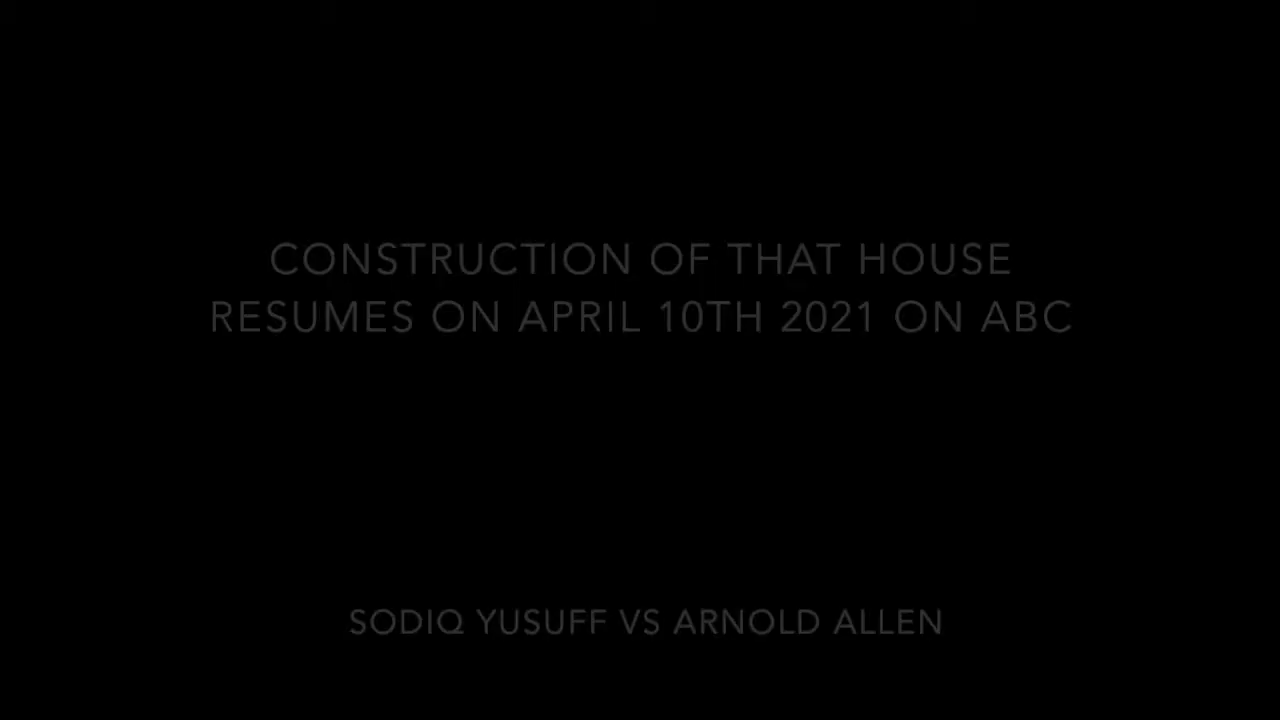 CONSTRUCTION OF THAT HOUSE
RESUMES ON APRIL 10TH 2021 ON ABC
SODIQ YUSUFF VS ARNOLD ALLEN